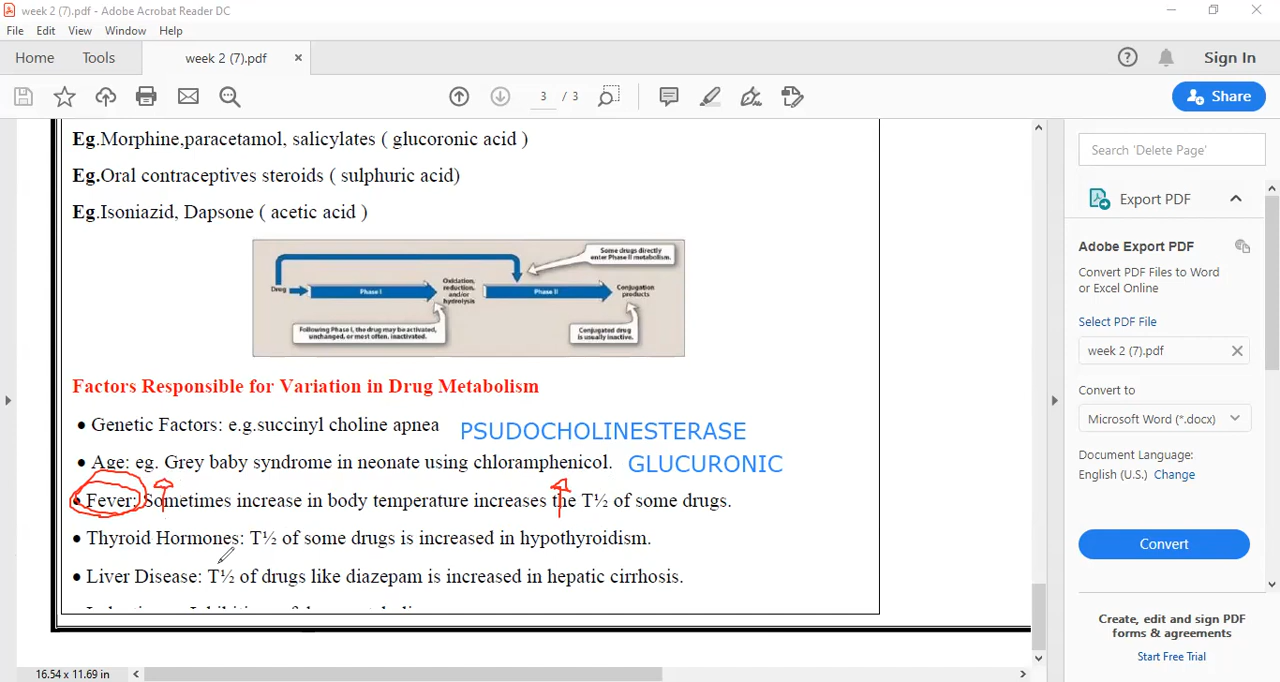 week 2 (7).pdf - Adobe Acrobat Reader DC
File Edit View Window Help
Home Tools week 2 (7).pdf × Sign In
3 / 3 Share
Eg.Morphine,paracetamol, salicylates ( glucoronic acid )
Eg.Oral contraceptives steroids ( sulphuric acid)
Eg.Isoniazid, Dapsone ( acetic acid )
Some drugs directly
enter Phase II metabolism.
Drug
Phase I
Oxidation,
reduction,
and/or
hydrolysis
Phase II
Conjugation
products
Following Phase I, the drug may be activated,
unchanged, or most often, inactivated.
Conjugated drug
is usually inactive.
Factors Responsible for Variation in Drug Metabolism
• Genetic Factors: e.g.succinyl choline apnea PSUDOCHOLINESTERASE
• Age: eg. Grey baby syndrome in neonate using chloramphenicol. GLUCURONIC
• Fever: Sometimes increase in body temperature increases the T½ of some drugs.
• Thyroid Hormones: T½ of some drugs is increased in hypothyroidism.
• Liver Disease: T½ of drugs like diazepam is increased in hepatic cirrhosis.
16.54 x 11.69 in
Search 'Delete Page'
Export PDF
Adobe Export PDF
Convert PDF Files to Word
or Excel Online
Select PDF File
week 2 (7).pdf
Convert to
Microsoft Word (*.docx)
Document Language:
English (U.S.) Change
Convert
Create, edit and sign PDF
forms & agreements
Start Free Trial